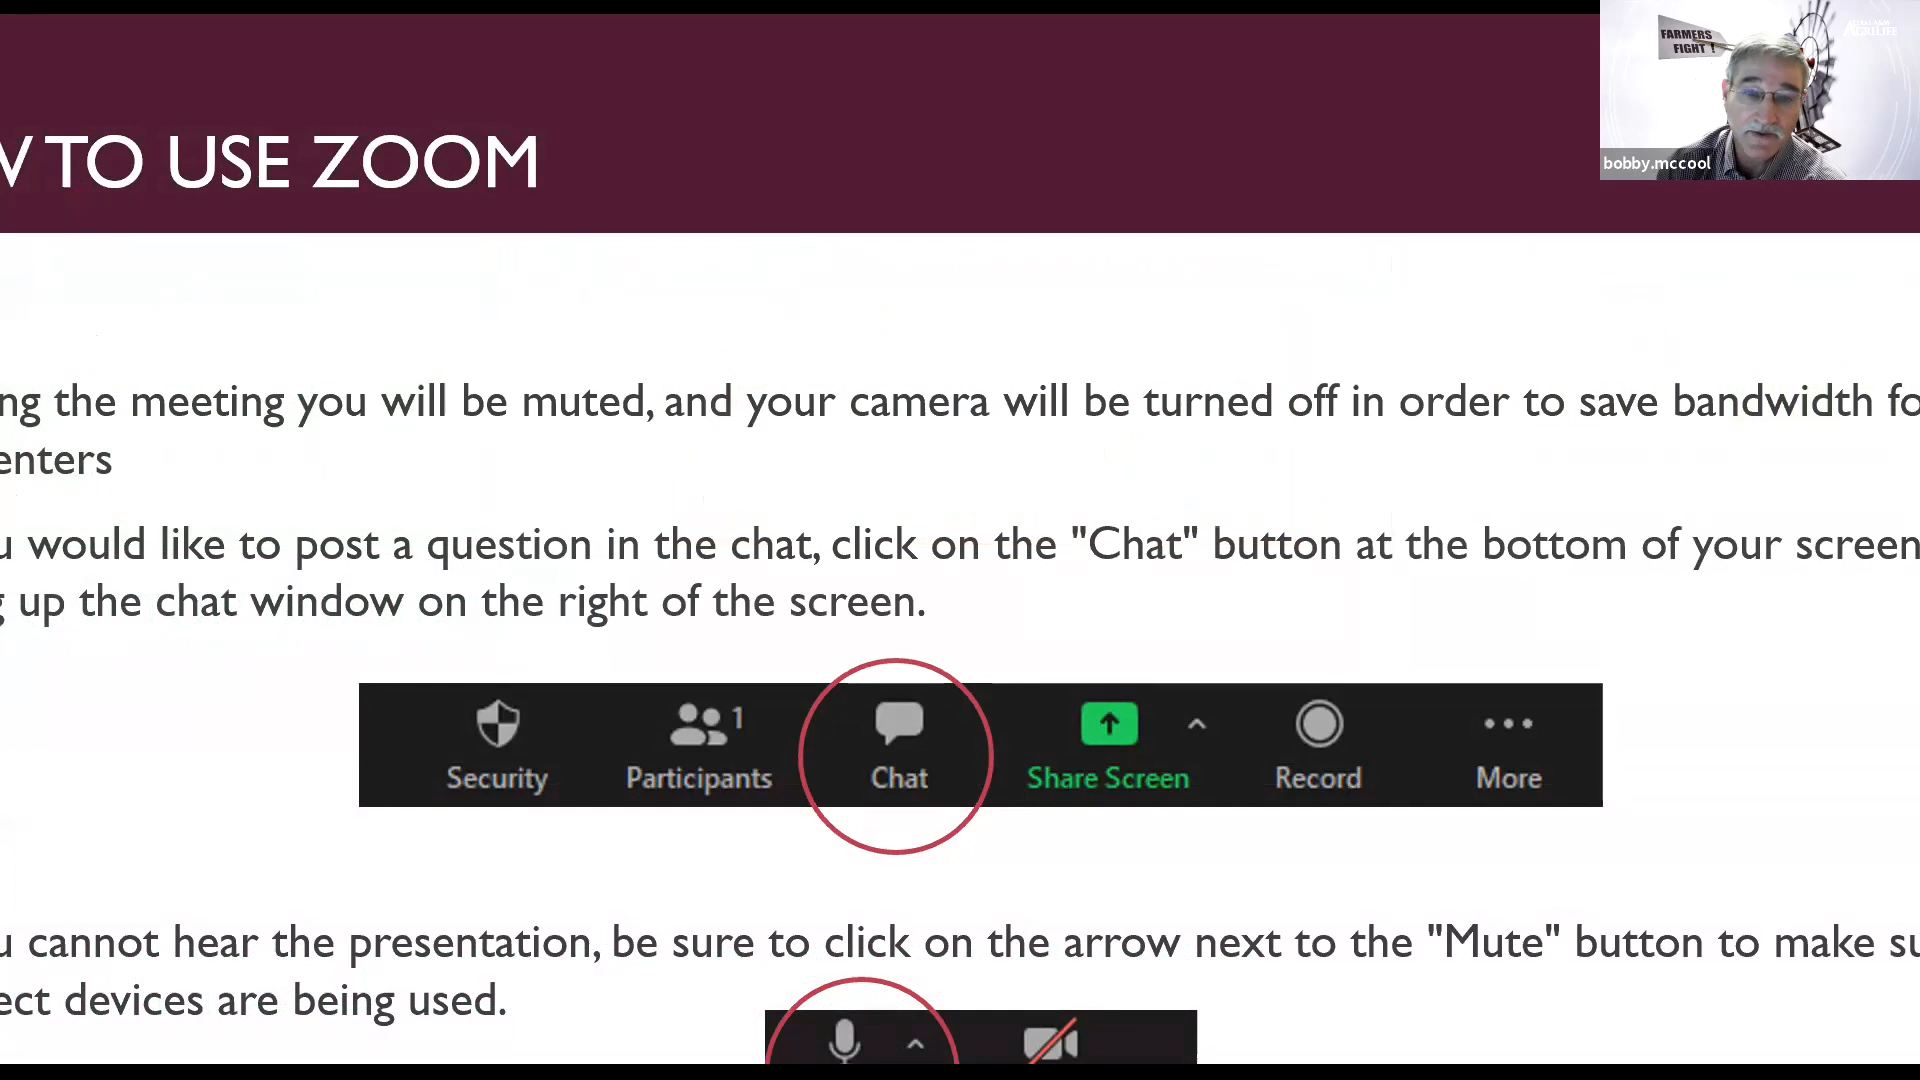 FARMERS
FIGHT !
AGRILIFE
bobby.mccool
TO USE ZOOM
ng the meeting you will be muted, and your camera will be turned off in order to save bandwidth fo
enters
u would like to post a question in the chat, click on the "Chat" button at the bottom of your screen
g up the chat window on the right of the screen.
1
Security Participants Chat Share Screen Record More
u cannot hear the presentation, be sure to click on the arrow next to the "Mute" button to make su
ect devices are being used.